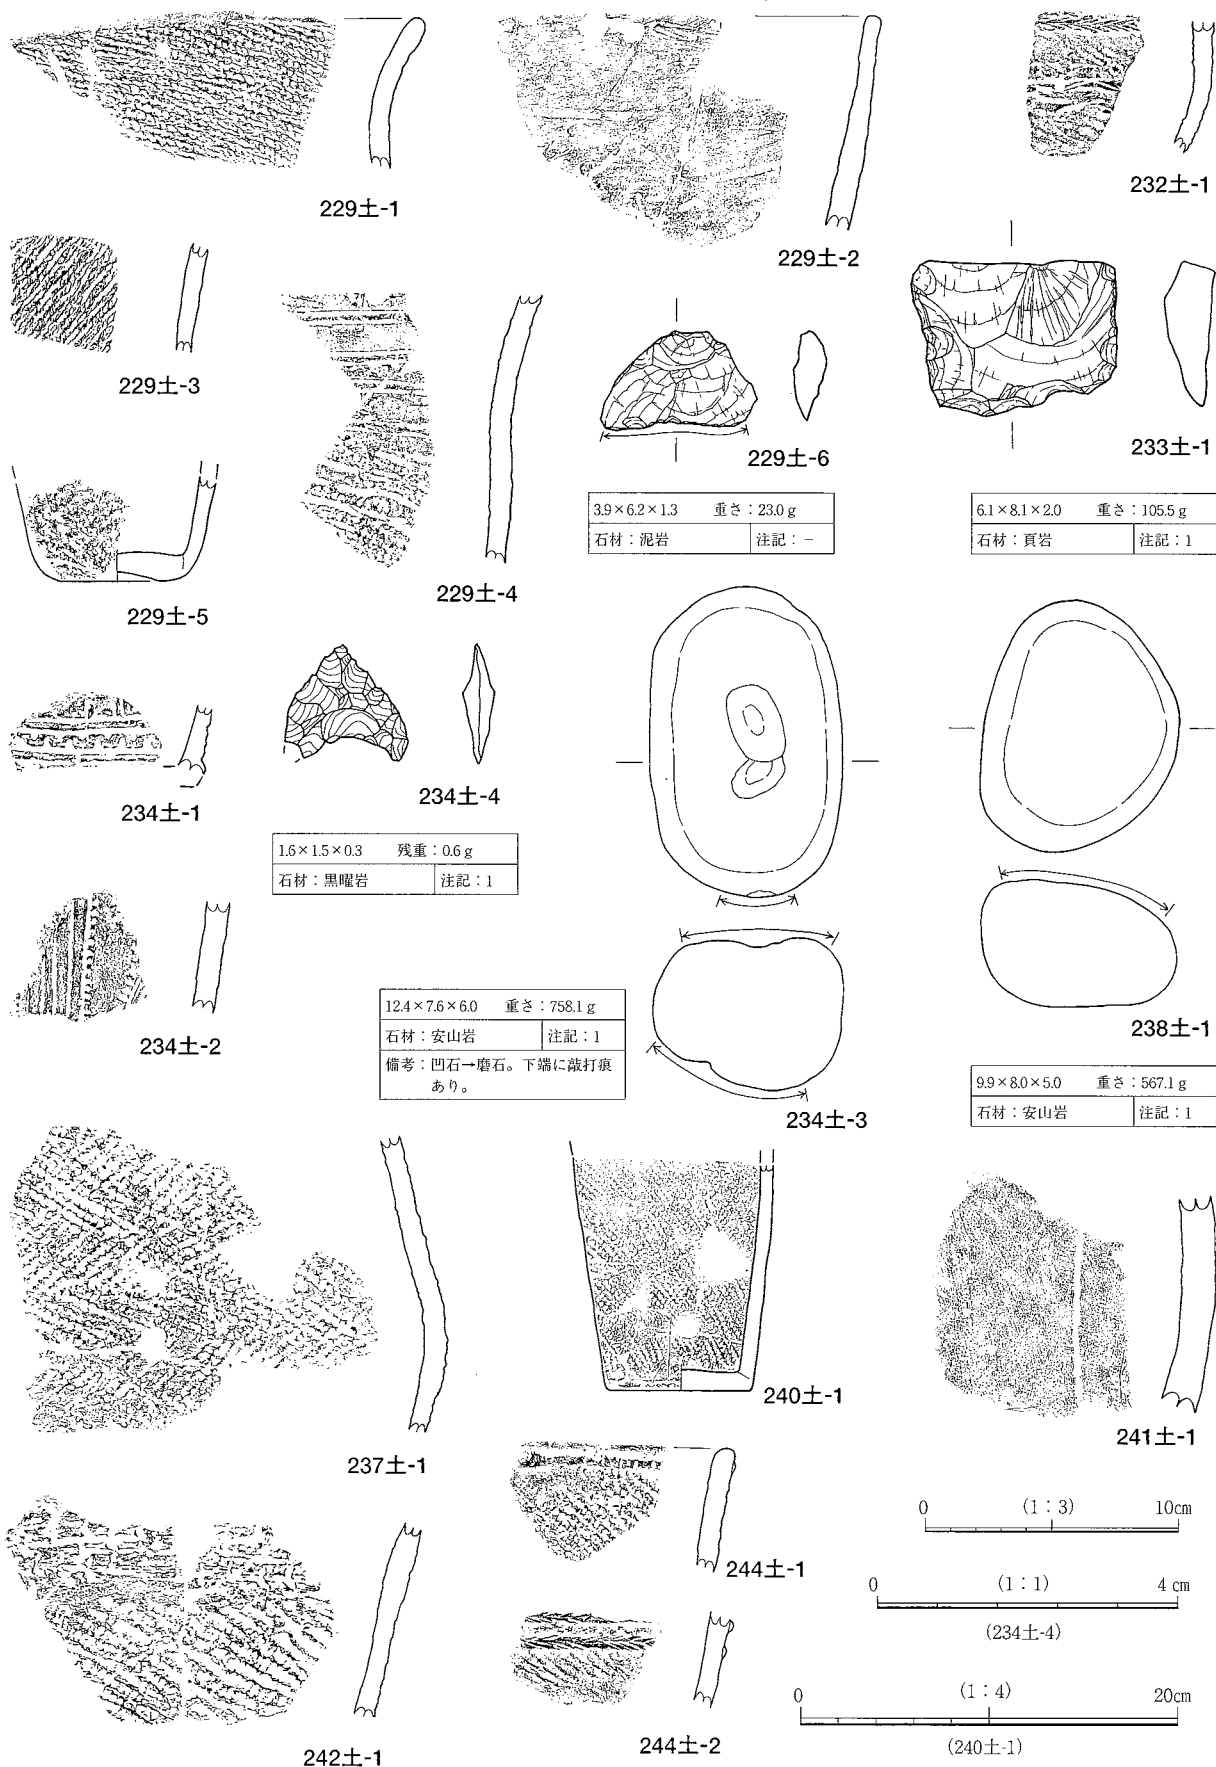 229土-1
229土-2
232土-1
229土-3
229土-6
233土-1
3.9×6.2×1.3 重さ：23.0 g
石材：泥岩 注記：−
6.1×8.1×2.0 重さ：105.5 g
石材：頁岩 注記：1
229土-5
229土-4
234土-1
234土-4
1.6×1.5×0.3 残重：0.6 g
石材：黒曜岩 注記：1
234土-2
12.4×7.6×6.0 重さ：758.1 g
石材：安山岩 注記：1
備考：凹石→磨石。下端に敲打痕
あり。
234土-3
238土-1
9.9×8.0×5.0 重さ：567.1 g
石材：安山岩 注記：1
237土-1
240土-1
241土-1
0 (1：3) 10cm
244土-1
0 (1：1) 4 cm
(234土-4)
242土-1
244土-2
0 (1：4) 20cm
(240土-1)